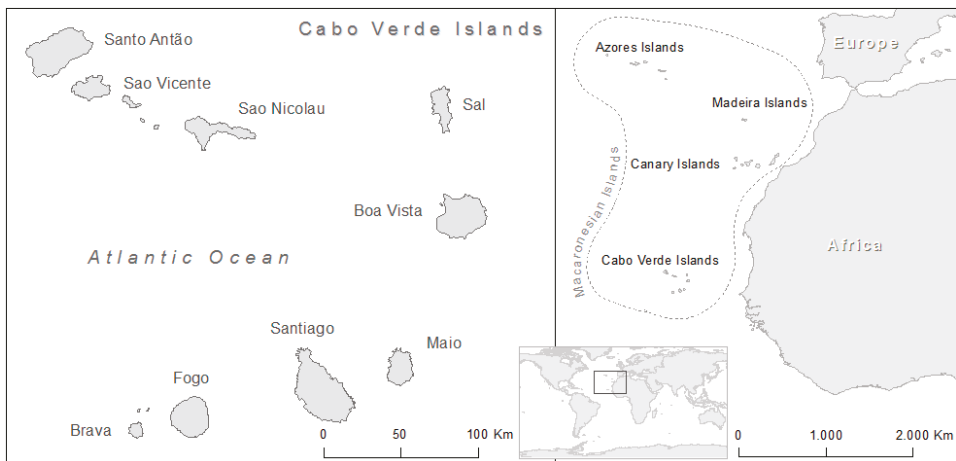 Cabo Verde Islands
Santo Antão
Sao Vicente
Sao Nicolau
Sal
Boa Vista
Atlantic Ocean
Santiago
Maio
Fogo
Brava
0 50 100 Km
Azores Islands
Europe
Madeira Islands
Canary Islands
Macaronesian Islands
Africa
Cabo Verde Islands
0 1.000 2.000 Km